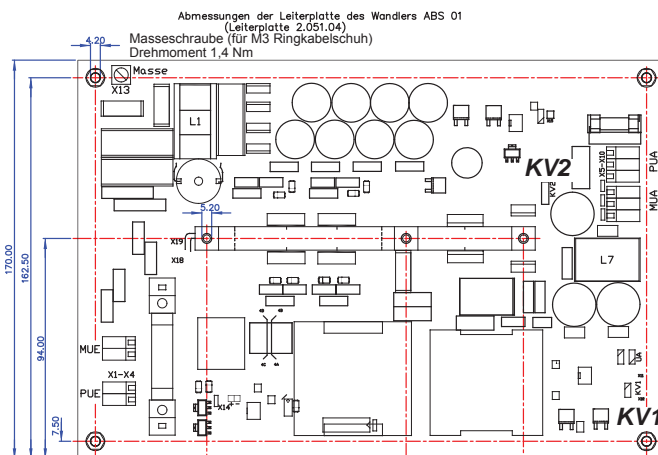 Abmessungen der Leiterplatte des Wandlers ABS 01
(Leiterplatte 2.051.04)
Masseschraube (für M3 Ringkabelschuh)
Drehmoment 1,4 Nm
4.20
Masse
X13
L1
KV2
KV2
X5-X10
PUA
MUA
5.20
X19
X18
L7
170.00
162.50
94.00
7.50
MUE
X1-X4
PUE
X14
UA
KV1
KV1